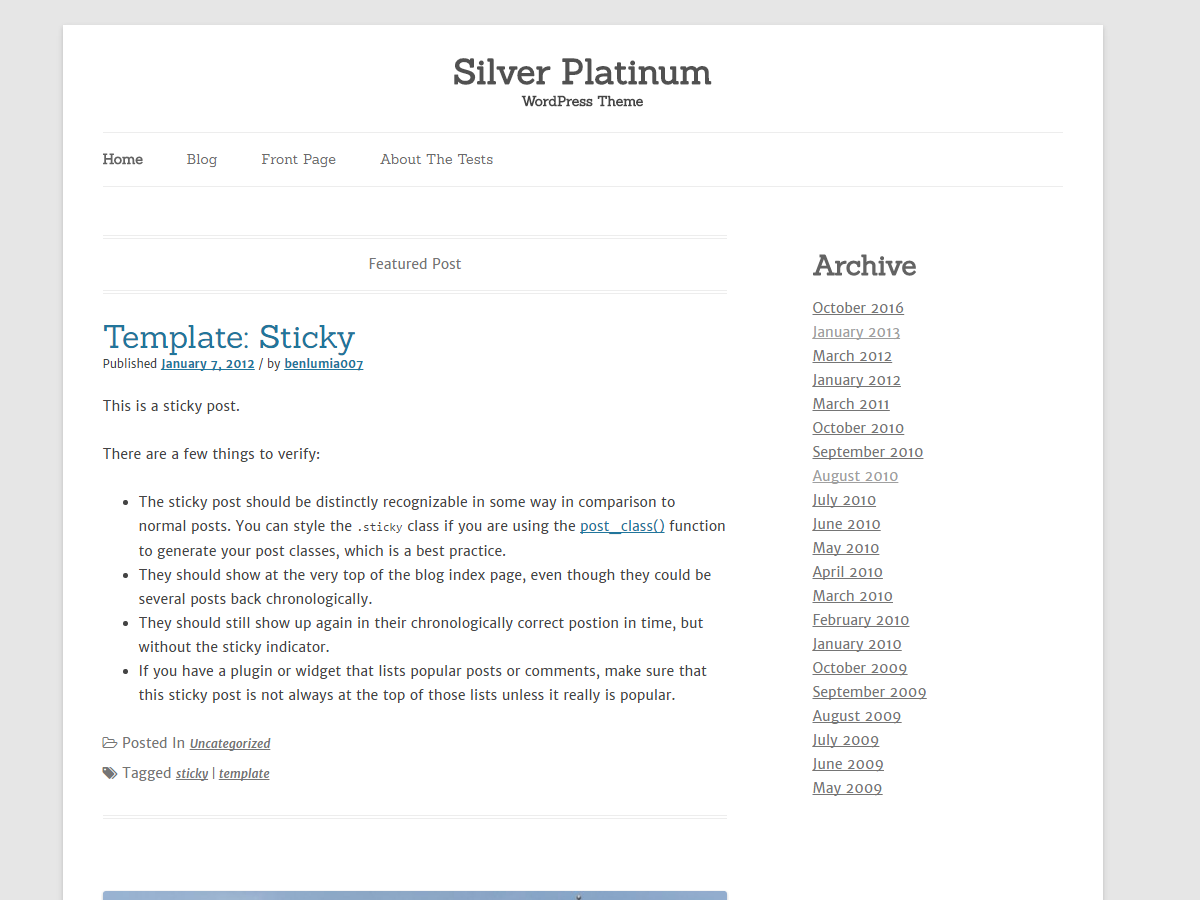 Silver Platinum
WordPress Theme
Home Blog Front Page About The Tests
Featured Post
Template: Sticky
Published January 7, 2012 / by benlumia007
This is a sticky post.
There are a few things to verify:
The sticky post should be distinctly recognizable in some way in comparison to
normal posts. You can style the .sticky class if you are using the post_class() function
to generate your post classes, which is a best practice.
They should show at the very top of the blog index page, even though they could be
several posts back chronologically.
They should still show up again in their chronologically correct postion in time, but
without the sticky indicator.
If you have a plugin or widget that lists popular posts or comments, make sure that
this sticky post is not always at the top of those lists unless it really is popular.
Posted In Uncategorized
Tagged sticky | template
Archive
October 2016
January 2013
March 2012
January 2012
March 2011
October 2010
September 2010
August 2010
July 2010
June 2010
May 2010
April 2010
March 2010
February 2010
January 2010
October 2009
September 2009
August 2009
July 2009
June 2009
May 2009